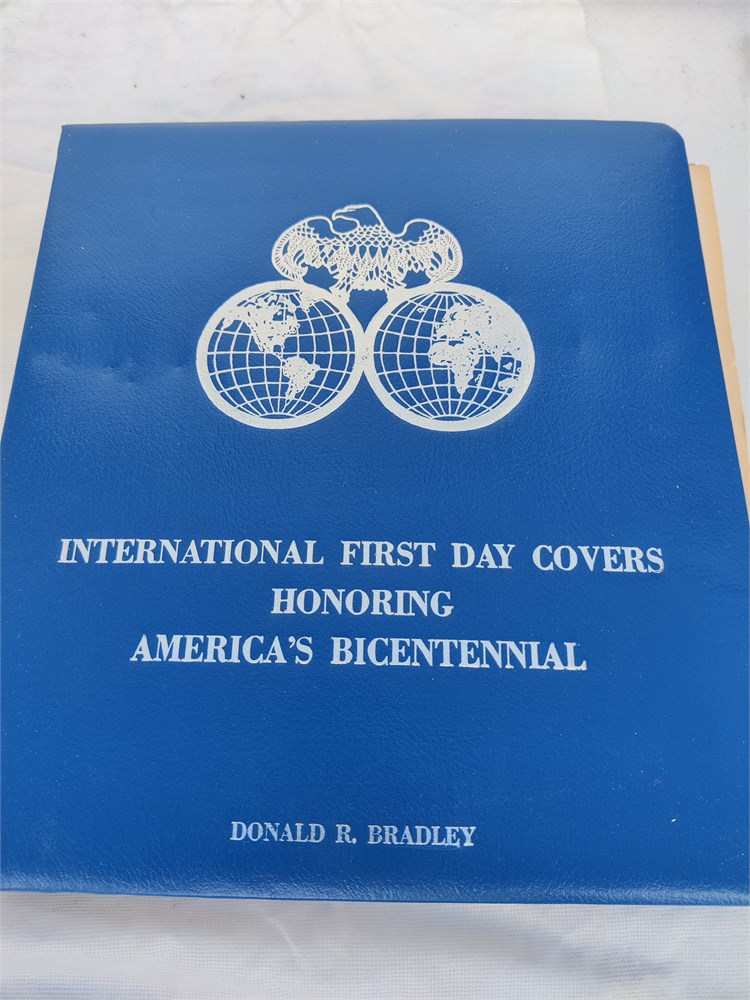 INTERNATIONAL FIRST DAY COVERS
HONORING
AMERICA'S BICENTENNIAL
DONALD R. BRADLEY